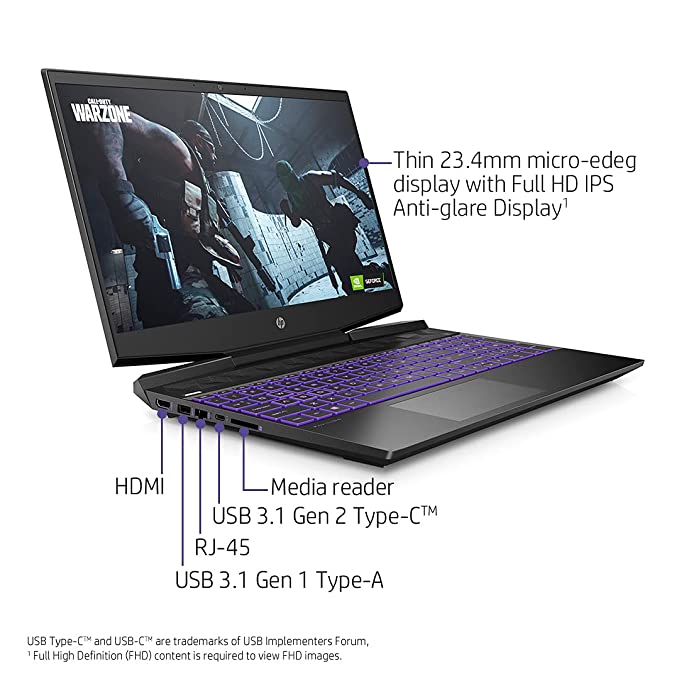 CALL OF DUTY
WARZONE
Thin 23.4mm micro-edeg
display with Full HD IPS
Anti-glare Display¹
GEFORCE
hp
HDMI
Media reader
USB 3.1 Gen 2 Type-C™
RJ-45
USB 3.1 Gen 1 Type-A
USB Type-C™ and USB-C™ are trademarks of USB Implementers Forum,
¹ Full High Definition (FHD) content is required to view FHD images.